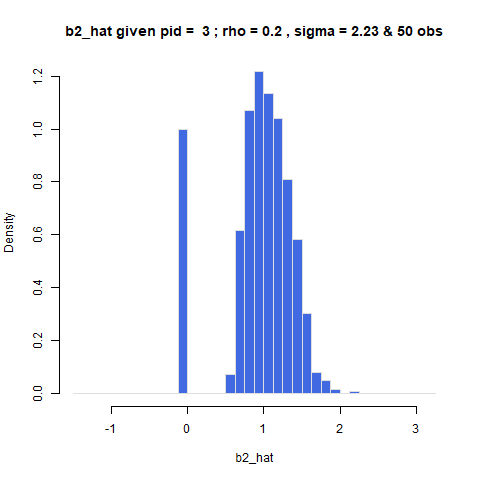 b2_hat given pid =  3 ; rho = 0.2 , sigma = 2.23 & 50 obs
Density
1.2
1.0
0.8
0.6
0.4
0.2
0.0
-1 0 1 2 3
b2_hat